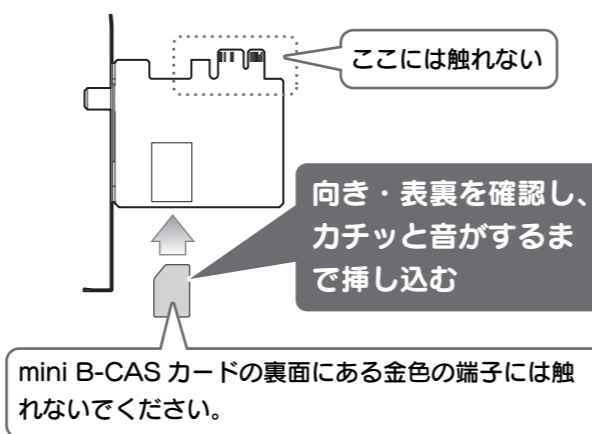 ここには触れない
向き・表裏を確認し、
カチッと音がするま
で挿し込む
mini B-CAS カードの裏面にある金色の端子には触
れないでください。